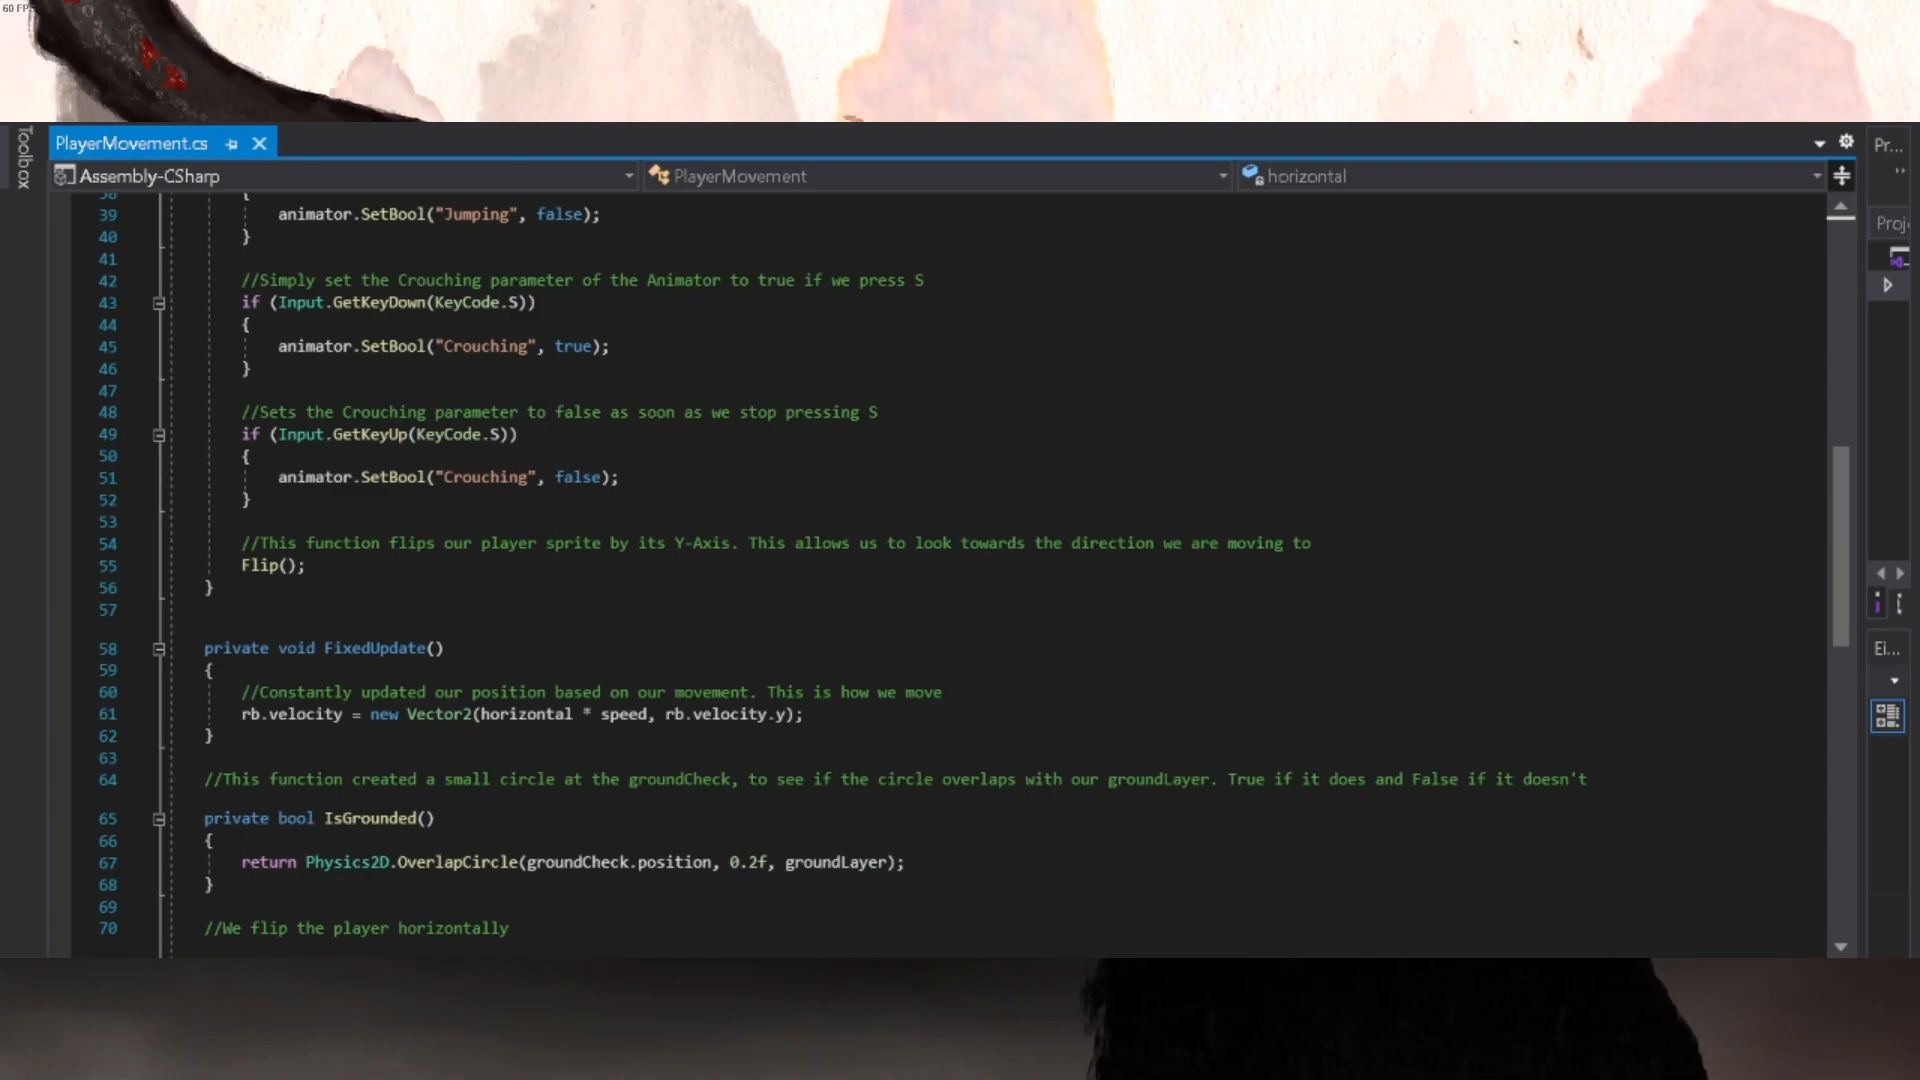 60 FPS
Toolbox
PlayerMovement.cs
Pr...
Assembly-CSharp
PlayerMovement
horizontal
38 {
39 animator.SetBool("Jumping", false);
Proj
40 }
41
42 //Simply set the Crouching parameter of the Animator to true if we press S
43 if (Input.GetKeyDown(KeyCode.S))
44 {
45 animator.SetBool("Crouching", true);
46 }
47
48 //Sets the Crouching parameter to false as soon as we stop pressing S
49 if (Input.GetKeyUp(KeyCode.S))
50 {
51 animator.SetBool("Crouching", false);
52 }
53
54 //This function flips our player sprite by its Y-Axis. This allows us to look towards the direction we are moving to
55 Flip();
56 }
57
58 private void FixedUpdate()
Ei...
59 {
60 //Constantly updated our position based on our movement. This is how we move
61 rb.velocity = new Vector2(horizontal * speed, rb.velocity.y);
62 }
63
64 //This function created a small circle at the groundCheck, to see if the circle overlaps with our groundLayer. True if it does and False if it doesn't
65 private bool IsGrounded()
66 {
67 return Physics2D.OverlapCircle(groundCheck.position, 0.2f, groundLayer);
68 }
69
70 //We flip the player horizontally